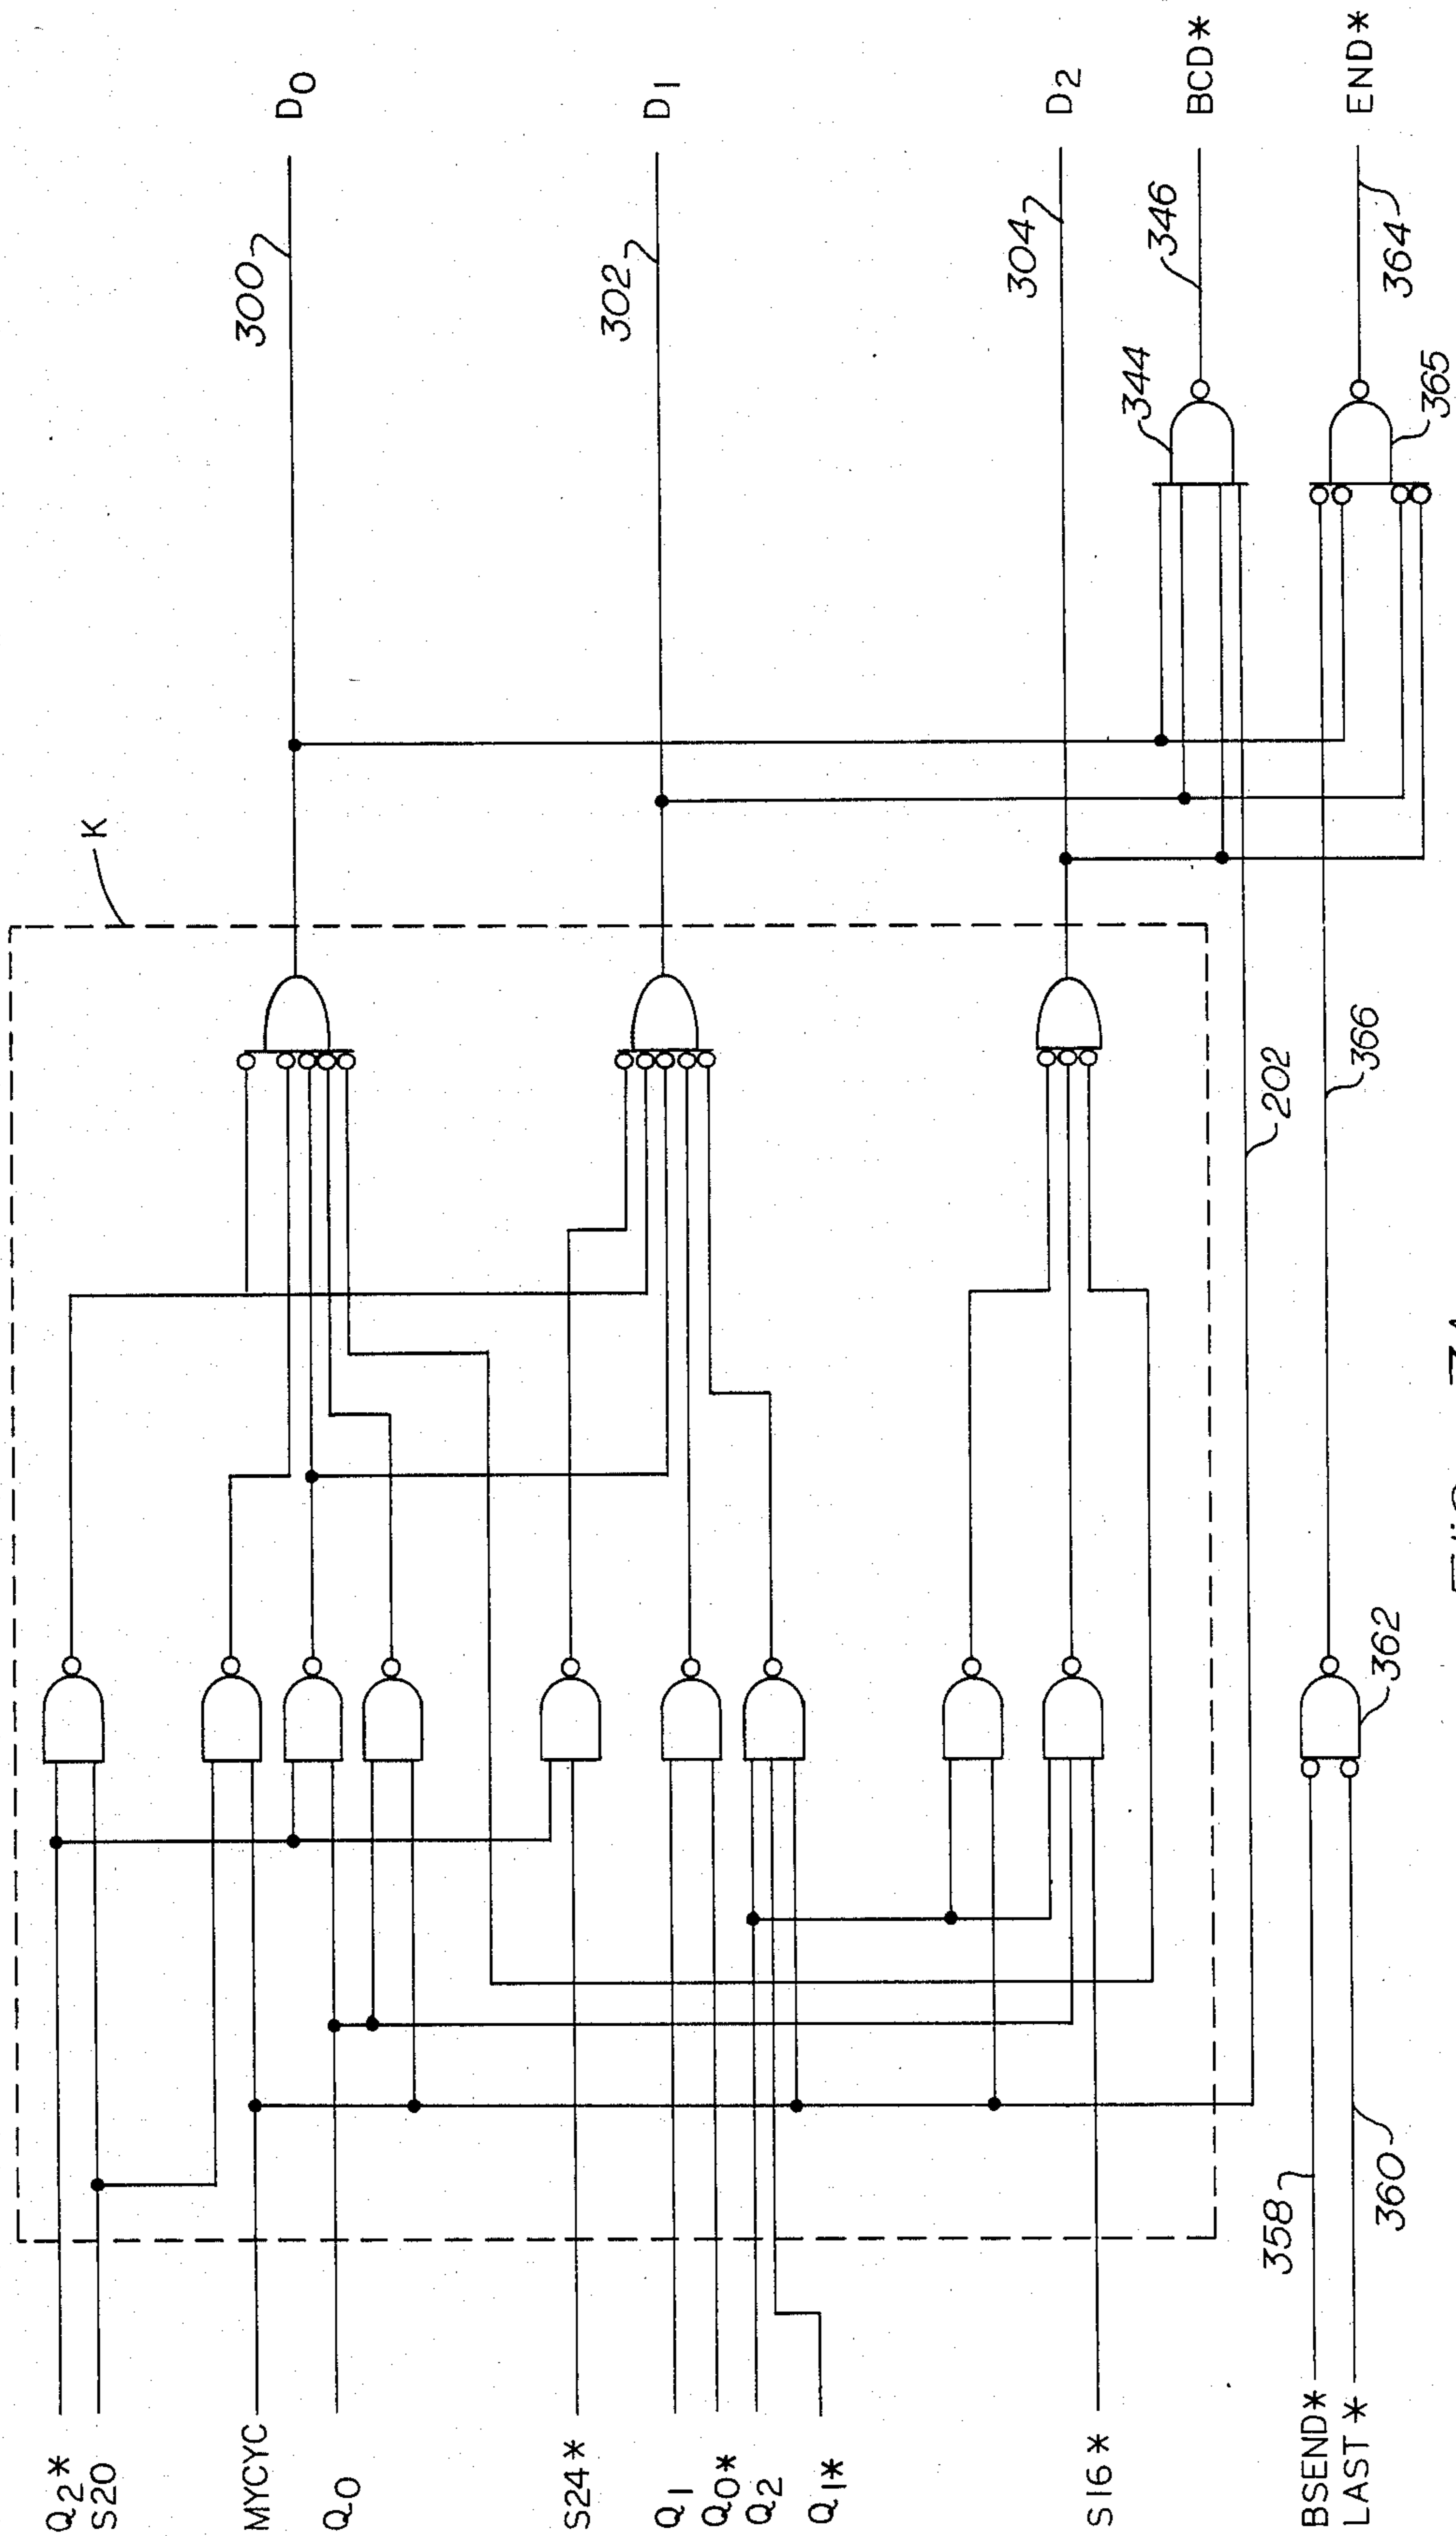 Q2*
S20
MYCYC
Q0
S24*
Q1
Q0*
Q2
Q1*
S16*
BSEND*
LAST*
K
300
D0
302
D1
304
D2
344
346
BCD*
202
358
360
362
366
365
364
END*